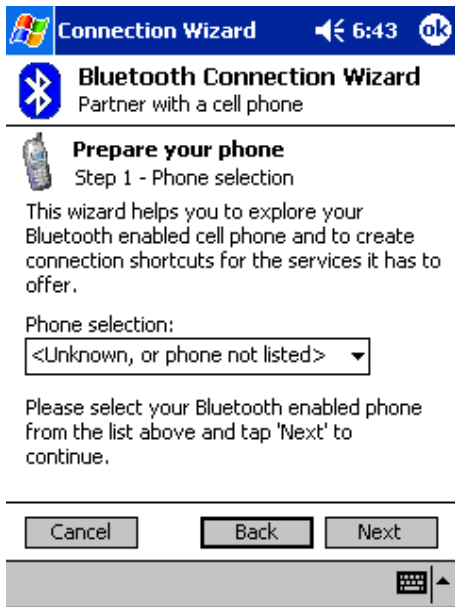 Connection Wizard 6:43 ok
Bluetooth Connection Wizard
Partner with a cell phone
Prepare your phone
Step 1 - Phone selection
This wizard helps you to explore your
Bluetooth enabled cell phone and to create
connection shortcuts for the services it has to
offer.
Phone selection:
<Unknown, or phone not listed>
Please select your Bluetooth enabled phone
from the list above and tap 'Next' to
continue.
Cancel Back Next